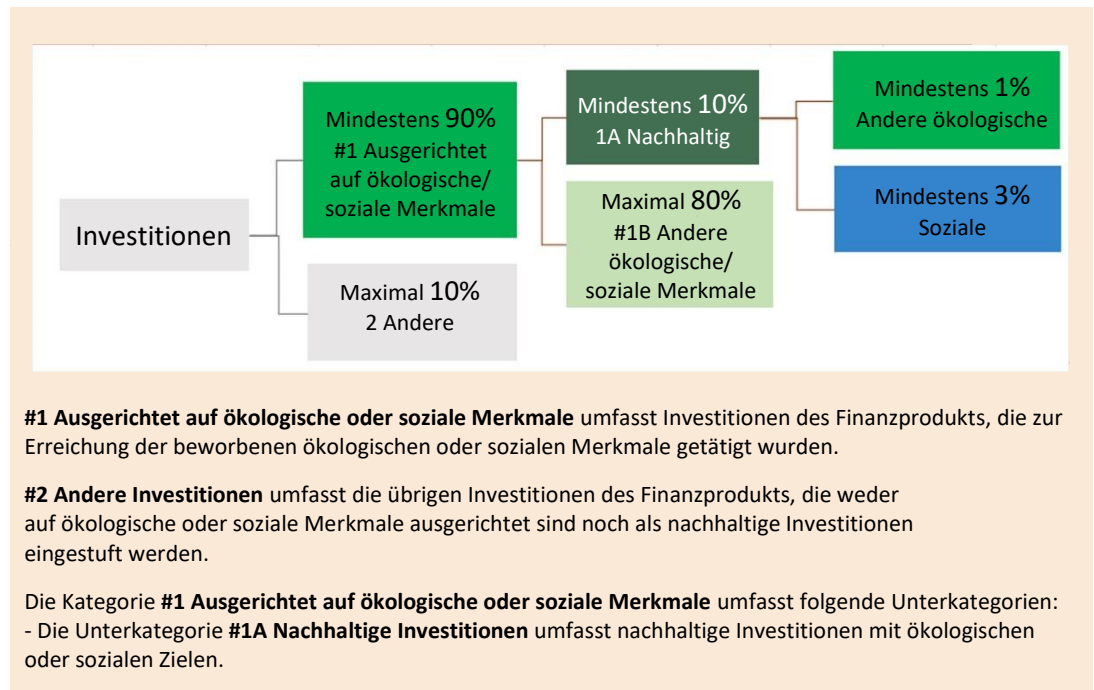 Investitionen
Mindestens 90%
#1 Ausgerichtet
auf ökologische/
soziale Merkmale
Maximal 10%
2 Andere
Mindestens 10%
1A Nachhaltig
Maximal 80%
#1B Andere
ökologische/
soziale Merkmale
Mindestens 1%
Andere ökologische
Mindestens 3%
Soziale
#1 Ausgerichtet auf ökologische oder soziale Merkmale umfasst Investitionen des Finanzprodukts, die zur
Erreichung der beworbenen ökologischen oder sozialen Merkmale getätigt wurden.
#2 Andere Investitionen umfasst die übrigen Investitionen des Finanzprodukts, die weder
auf ökologische oder soziale Merkmale ausgerichtet sind noch als nachhaltige Investitionen
eingestuft werden.
Die Kategorie #1 Ausgerichtet auf ökologische oder soziale Merkmale umfasst folgende Unterkategorien:
- Die Unterkategorie #1A Nachhaltige Investitionen umfasst nachhaltige Investitionen mit ökologischen
oder sozialen Zielen.